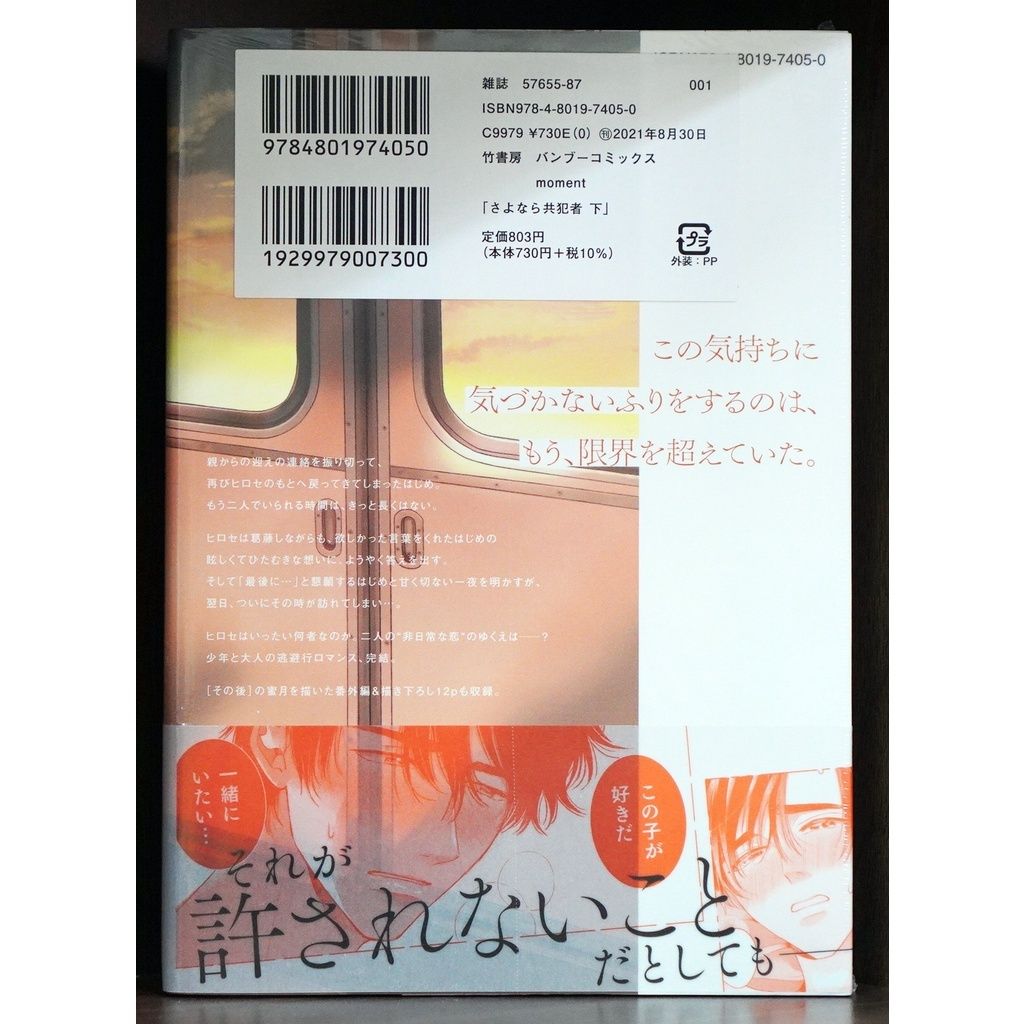 8019-7405-0
雑誌 57655-87 001
ISBN978-4-8019-7405-0
C9979 ¥730E(0) ㊗2021年8月30日
竹書房 バンブーコミックス
moment
「さよなら共犯者 下」
定価803円
(本体730円+税10%)
プラ
外装:PP
9784801974050
1929979007300
この気持ちに
気づかないふりをするのは、
もう、限界を超えていた。
親からの迎えの連絡を振り切って、
再びヒロセのもとへ戻ってきてしまったはじめ。
もう二人でいられる時間は、きっと長くはない。
ヒロセは葛藤しながらも、欲しかった言葉をくれたはじめの
眩しくてひたむきな想いに、ようやく答えを出す。
そして「最後に…」と懇願するはじめと甘く切ない一夜を明かすが、
翌日、ついにその時が訪れてしまい…。
ヒロセはいったい何者なのか。二人の“非日常な恋”のゆくえは――?
少年と大人の逃避行ロマンス、完結。
[その後]の蜜月を描いた番外編&描き下ろし12pも収録。
一緒に
いたい…
この子が
好きだ
それが
許されないこと
だとしても――